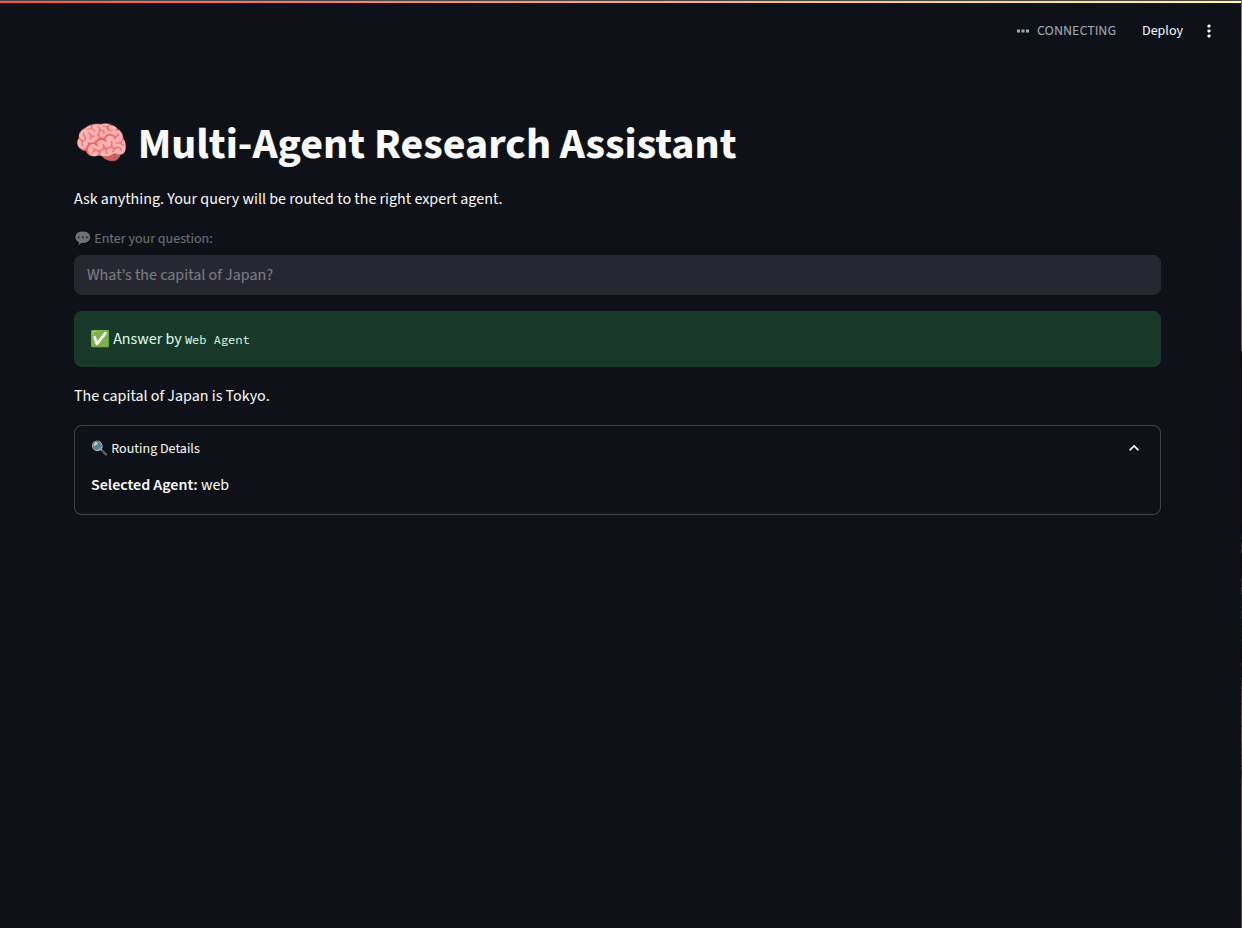 CONNECTING Deploy
🧠 Multi-Agent Research Assistant
Ask anything. Your query will be routed to the right expert agent.
💬 Enter your question:
What's the capital of Japan?
✅ Answer by Web Agent
The capital of Japan is Tokyo.
🔍 Routing Details
Selected Agent: web